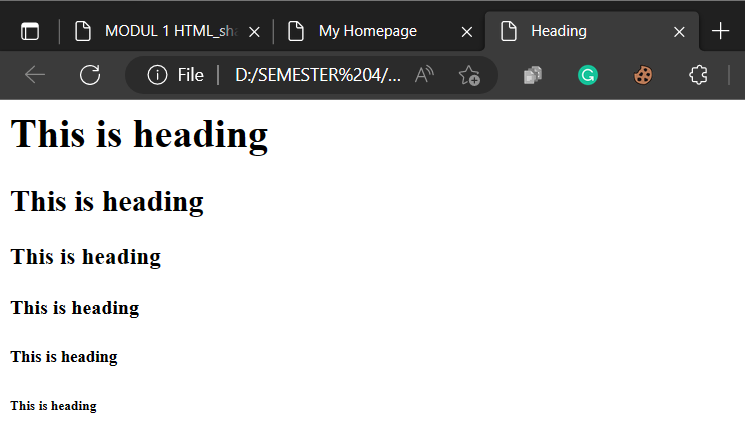 MODUL 1 HTML_sha
My Homepage
Heading
File
D:/SEMESTER%204/...
This is heading
This is heading
This is heading
This is heading
This is heading
This is heading